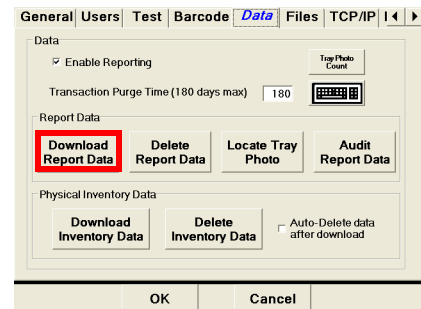 General Users Test Barcode Data Files TCP/IP
Data
Enable Reporting
Tray Photo
Count
Transaction Purge Time (180 days max) 180
Report Data
Download
Report Data
Delete
Report Data
Locate Tray
Photo
Audit
Report Data
Physical Inventory Data
Download
Inventory Data
Delete
Inventory Data
Auto-Delete data
after download
OK Cancel